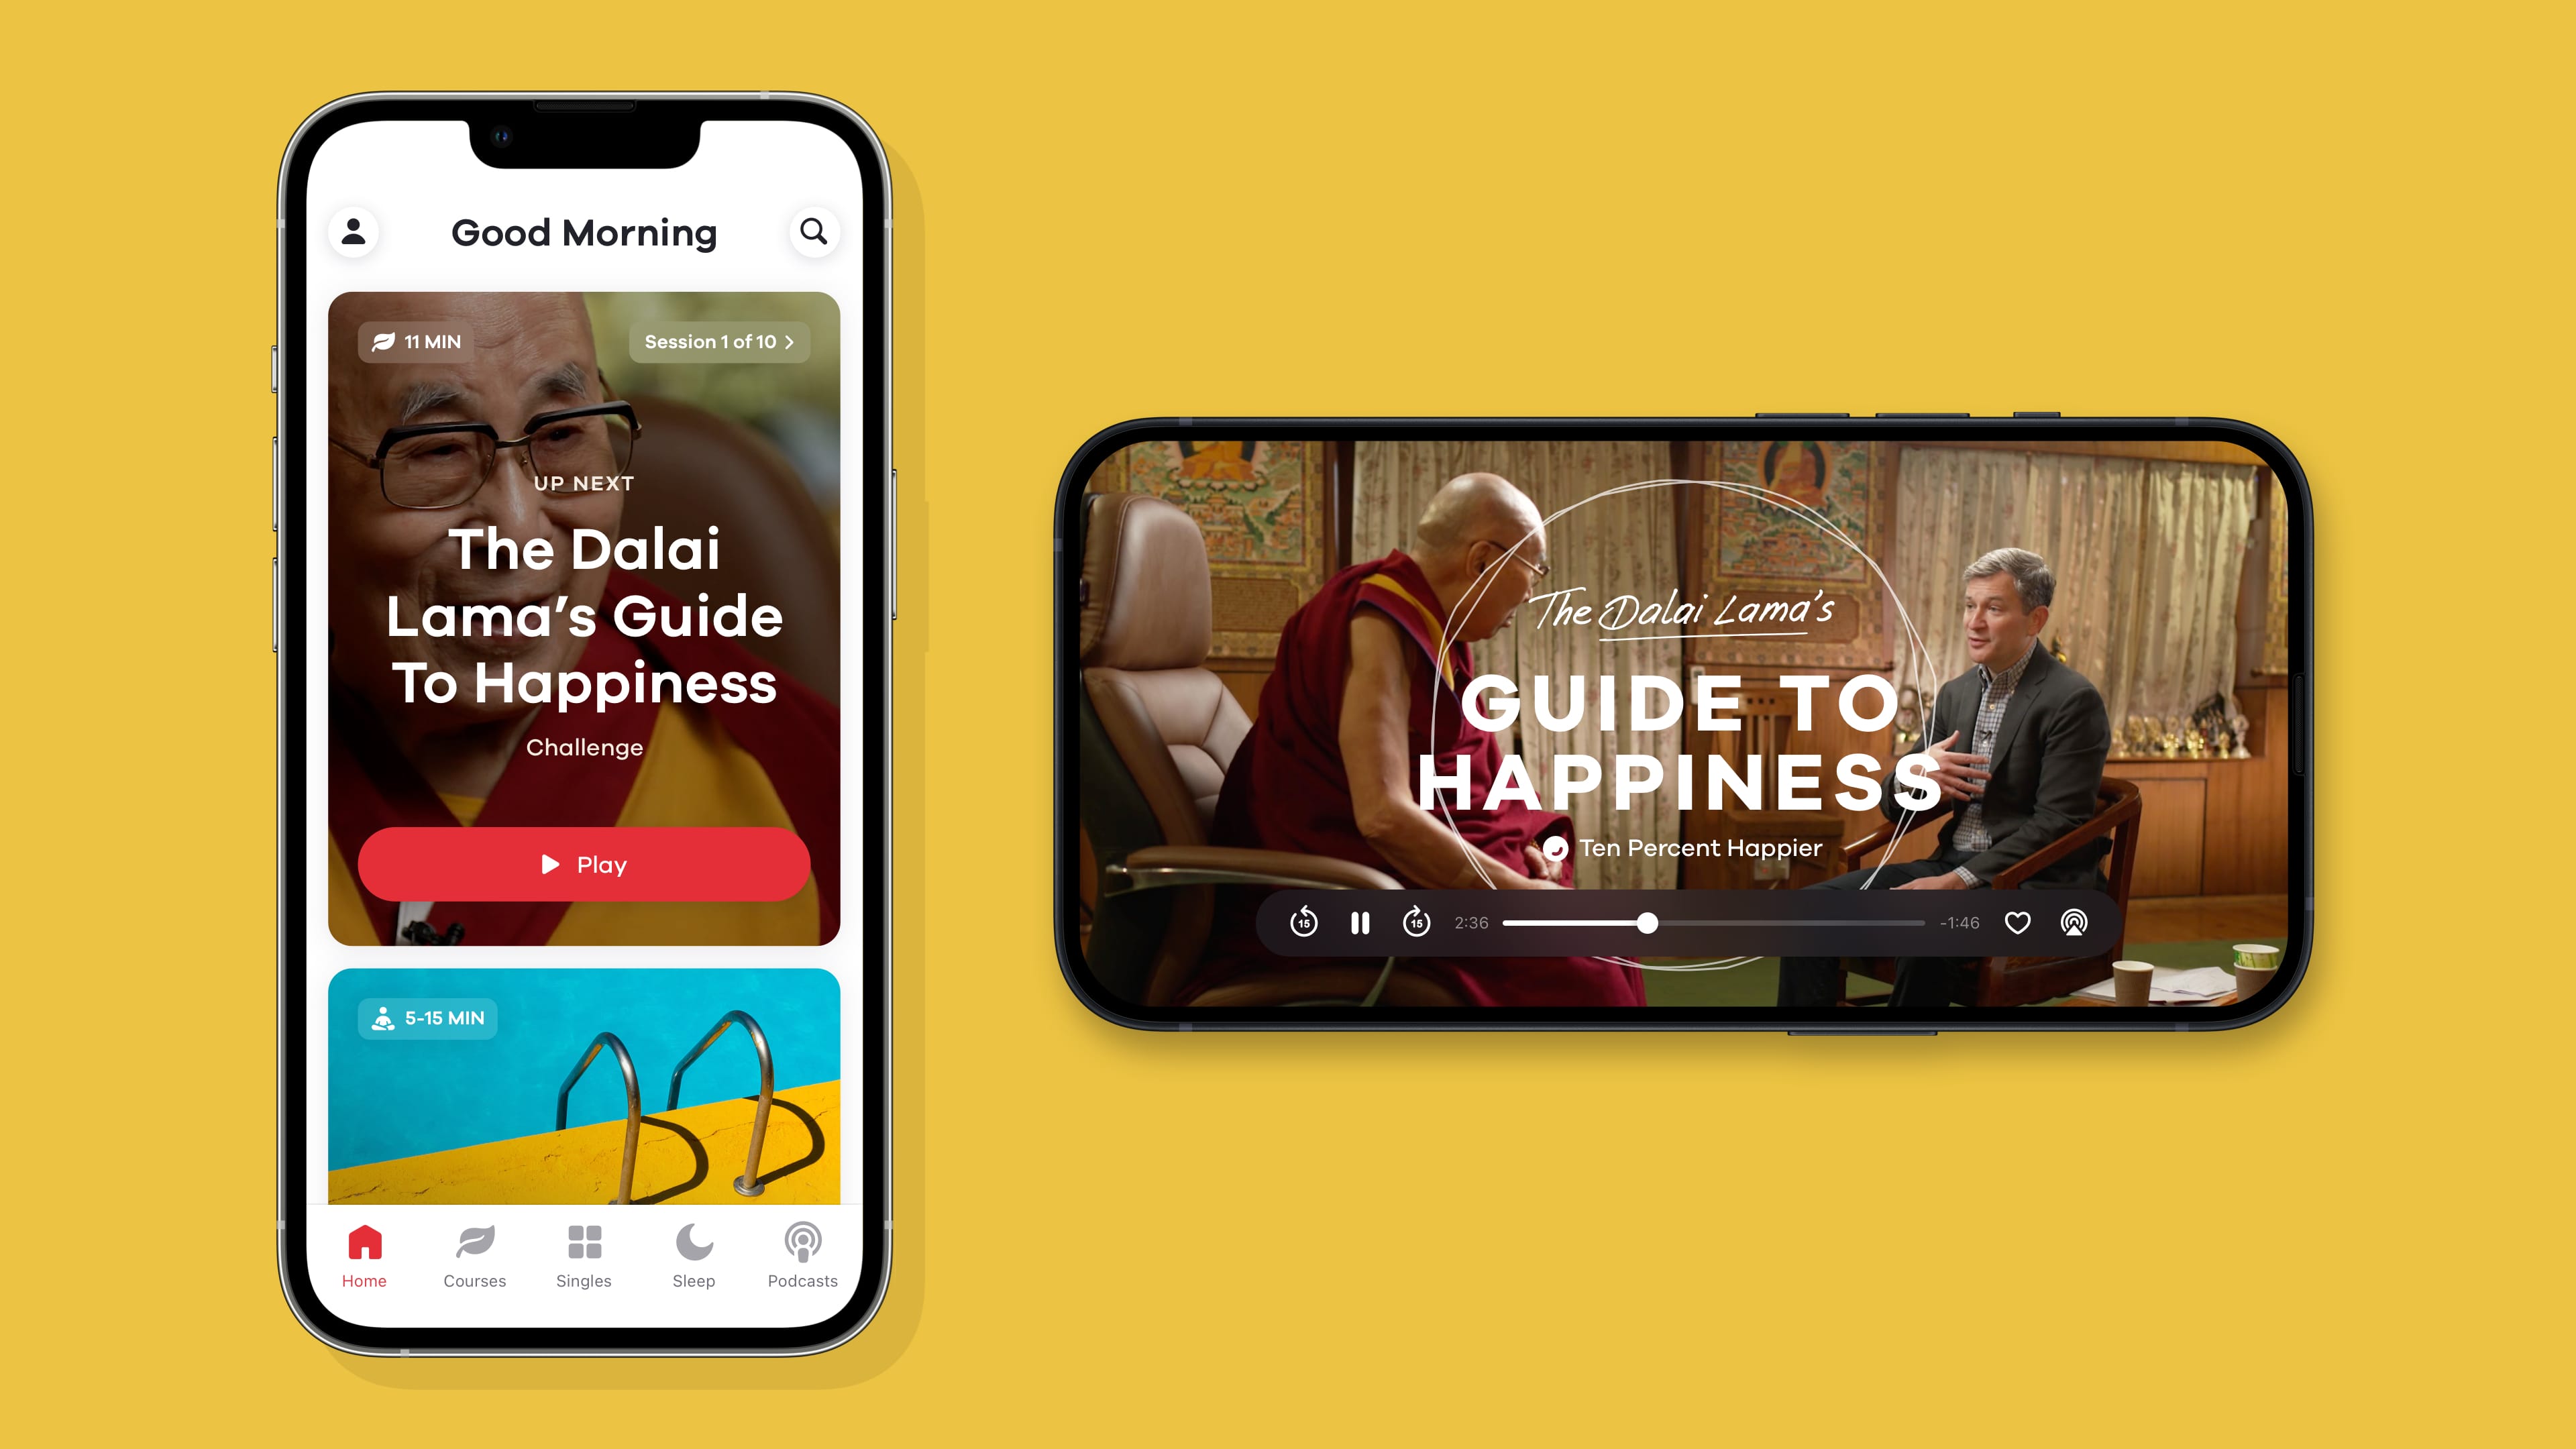 Good Morning
11 MIN
Session 1 of 10
UP NEXT
The Dalai
Lama's Guide
To Happiness
Challenge
Play
5-15 MIN
Home
Courses
Singles
Sleep
Podcasts
The Dalai Lama's
GUIDE TO
HAPPINESS
Ten Percent Happier
15
15
2:36
-1:46